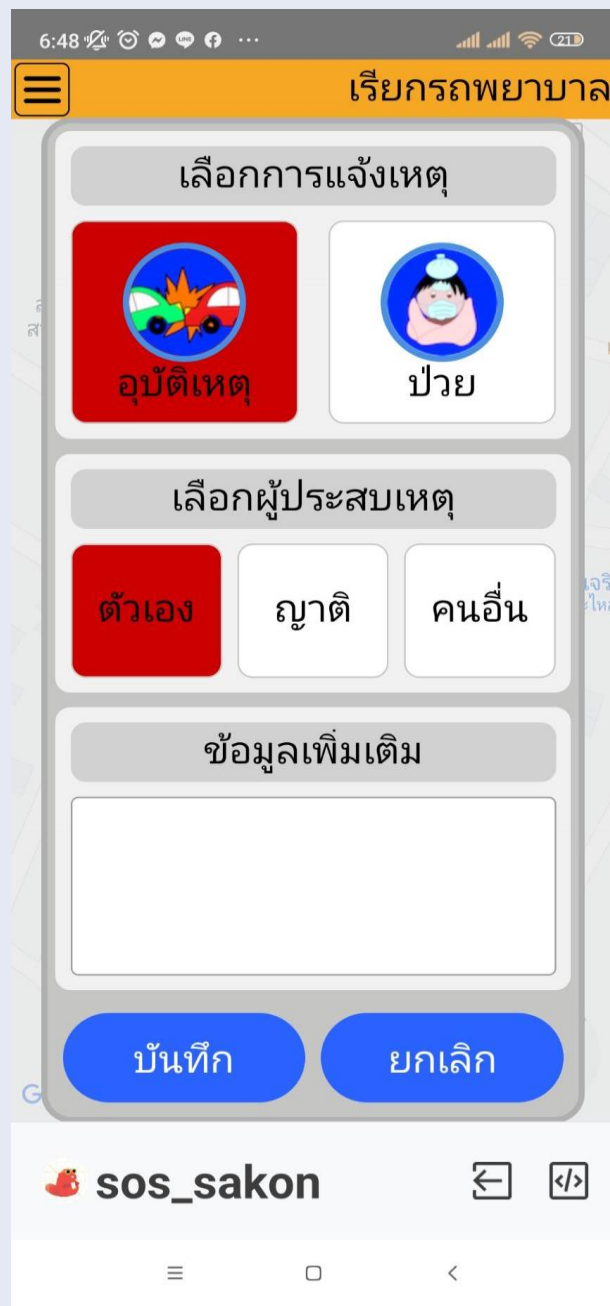 6:48
21
เรียกรถพยาบาล
เลือกการแจ้งเหตุ
อุบัติเหตุ
ป่วย
เลือกผู้ประสบเหตุ
ตัวเอง
ญาติ
คนอื่น
ข้อมูลเพิ่มเติม
บันทึก
ยกเลิก
G
sos_sakon